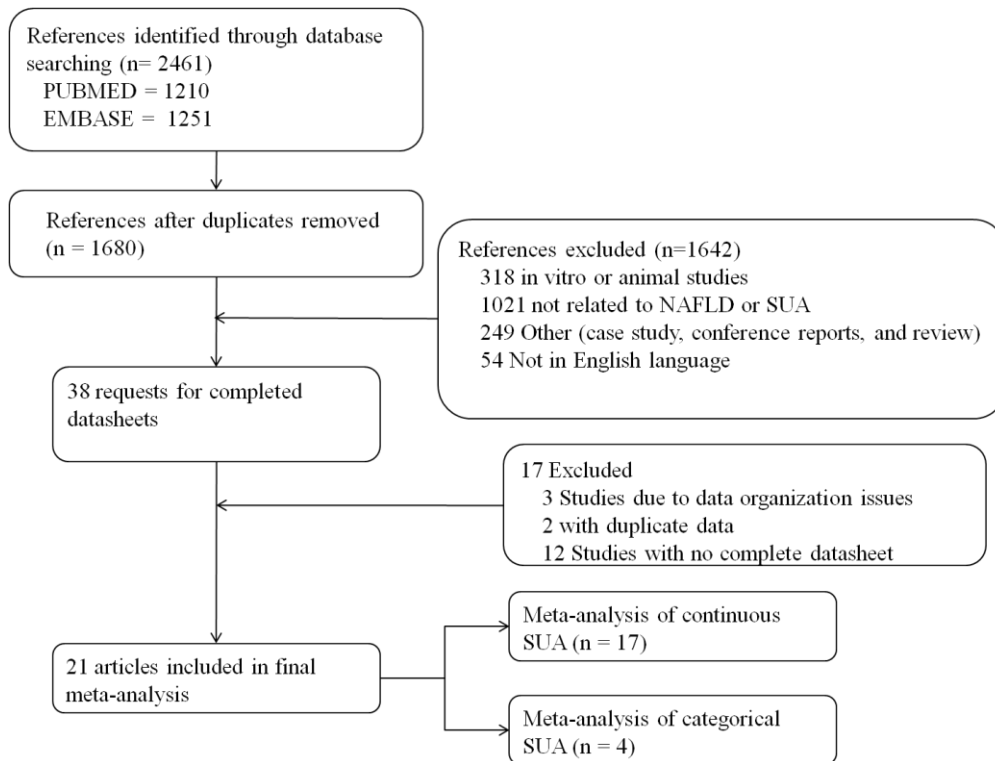 References identified through database
searching (n= 2461)
PUBMED = 1210
EMBASE = 1251
References after duplicates removed
(n = 1680)
References excluded (n=1642)
318 in vitro or animal studies
1021 not related to NAFLD or SUA
249 Other (case study, conference reports, and review)
54 Not in English language
38 requests for completed
datasheets
17 Excluded
3 Studies due to data organization issues
2 with duplicate data
12 Studies with no complete datasheet
21 articles included in final
meta-analysis
Meta-analysis of continuous
SUA (n = 17)
Meta-analysis of categorical
SUA (n = 4)